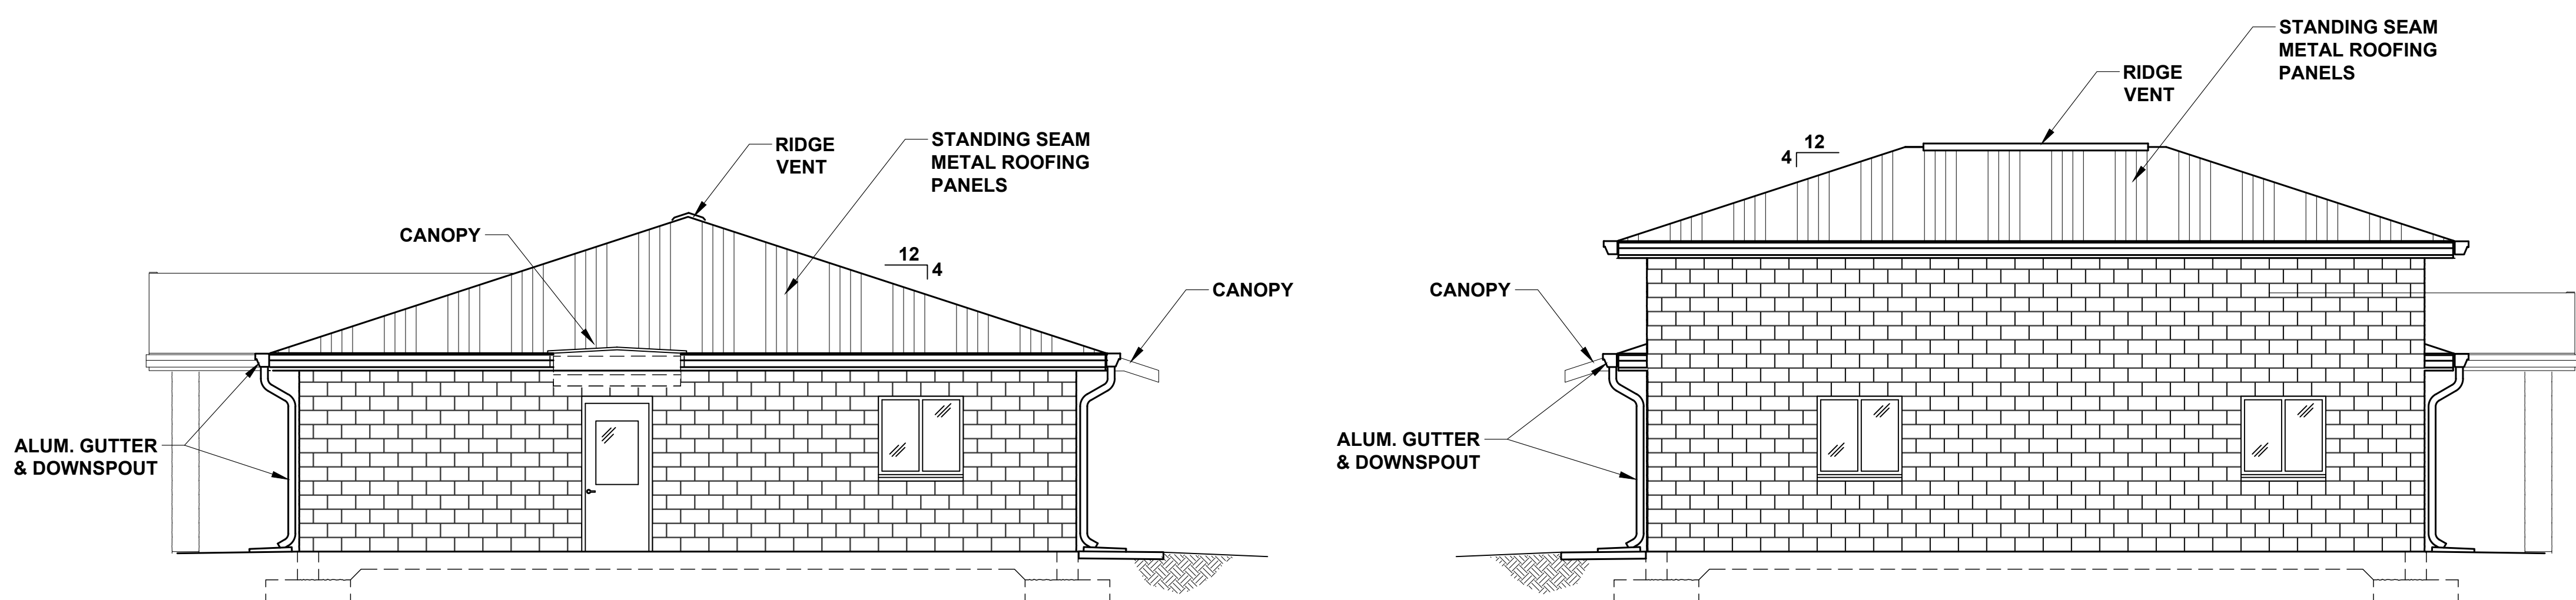 RIDGE
VENT
STANDING SEAM
METAL ROOFING
PANELS
CANOPY
12
4
CANOPY
ALUM. GUTTER
& DOWNSPOUT
STANDING SEAM
METAL ROOFING
PANELS
RIDGE
VENT
12
4
CANOPY
ALUM. GUTTER
& DOWNSPOUT